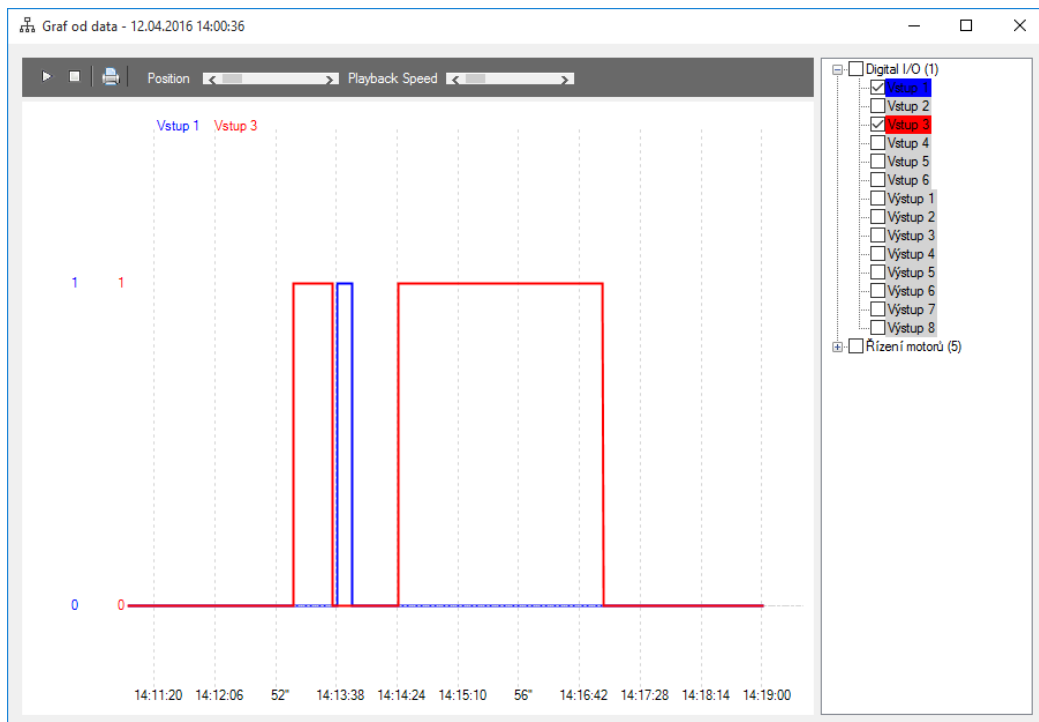 Graf od data - 12.04.2016 14:00:36
Position Playback Speed
Vstup 1 Vstup 3
1 1
0 0
14:11:20 14:12:06 52" 14:13:38 14:14:24 14:15:10 56" 14:16:42 14:17:28 14:18:14 14:19:00
Digital I/O (1)
Vstup 1
Vstup 2
Vstup 3
Vstup 4
Vstup 5
Vstup 6
Výstup 1
Výstup 2
Výstup 3
Výstup 4
Výstup 5
Výstup 6
Výstup 7
Výstup 8
Řízení motorů (5)